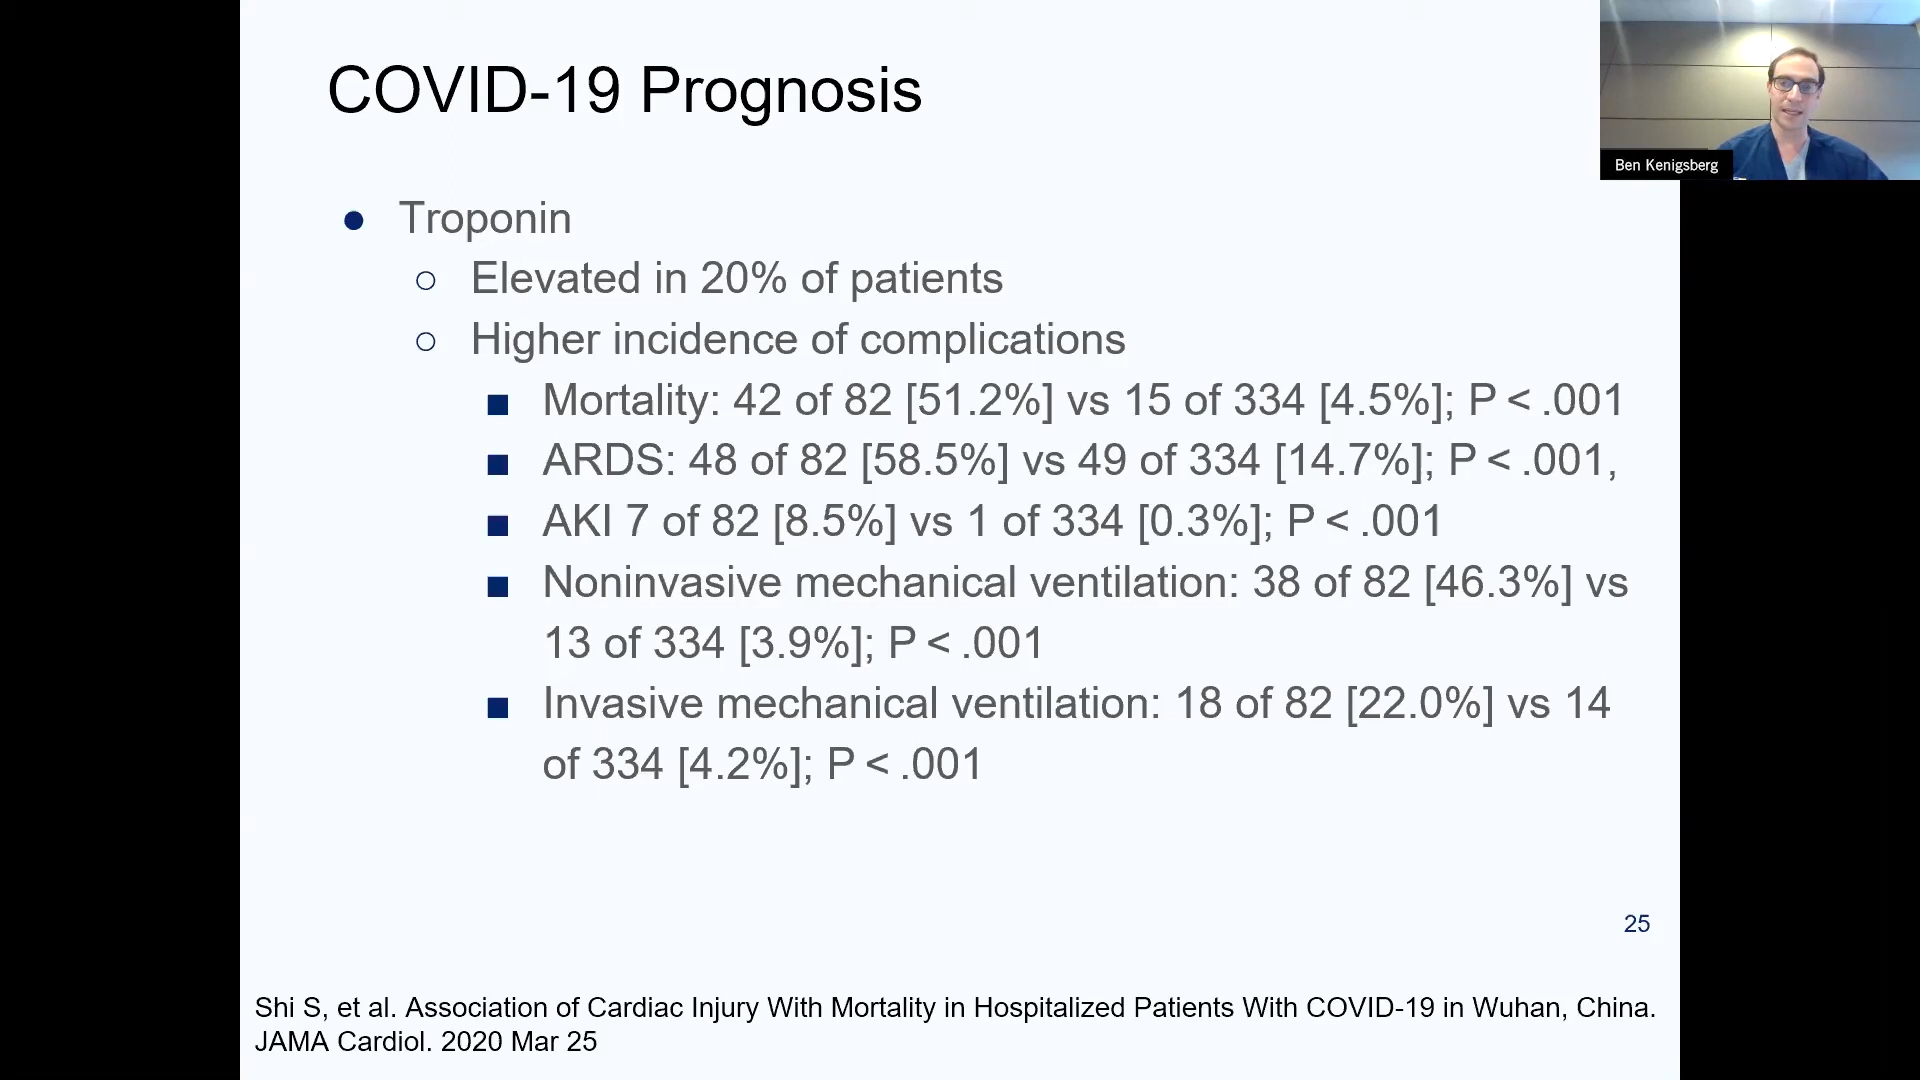 COVID-19 Prognosis
Ben Kenigsberg
● Troponin
○ Elevated in 20% of patients
○ Higher incidence of complications
■ Mortality: 42 of 82 [51.2%] vs 15 of 334 [4.5%]; P < .001
■ ARDS: 48 of 82 [58.5%] vs 49 of 334 [14.7%]; P < .001,
■ AKI 7 of 82 [8.5%] vs 1 of 334 [0.3%]; P < .001
■ Noninvasive mechanical ventilation: 38 of 82 [46.3%] vs
13 of 334 [3.9%]; P < .001
■ Invasive mechanical ventilation: 18 of 82 [22.0%] vs 14
of 334 [4.2%]; P < .001
25
Shi S, et al. Association of Cardiac Injury With Mortality in Hospitalized Patients With COVID-19 in Wuhan, China.
JAMA Cardiol. 2020 Mar 25